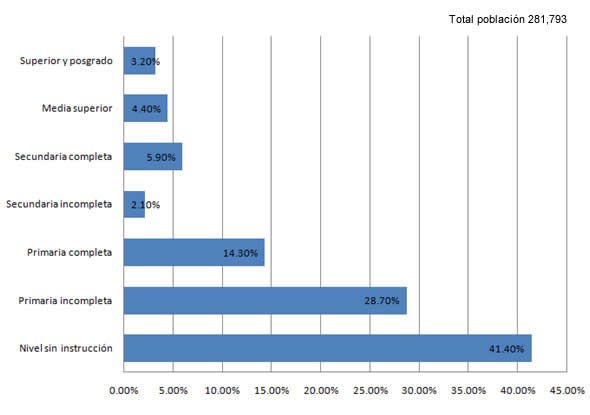 Total población 281,793
Superior y posgrado 3.20%
Media superior 4.40%
Secundaria completa 5.90%
Secundaria incompleta 2.10%
Primaria completa 14.30%
Primaria incompleta 28.70%
Nivel sin instrucción 41.40%
0.00% 5.00% 15.00% 10.00% 20.00% 25.00% 30.00% 35.00% 40.00% 45.00%